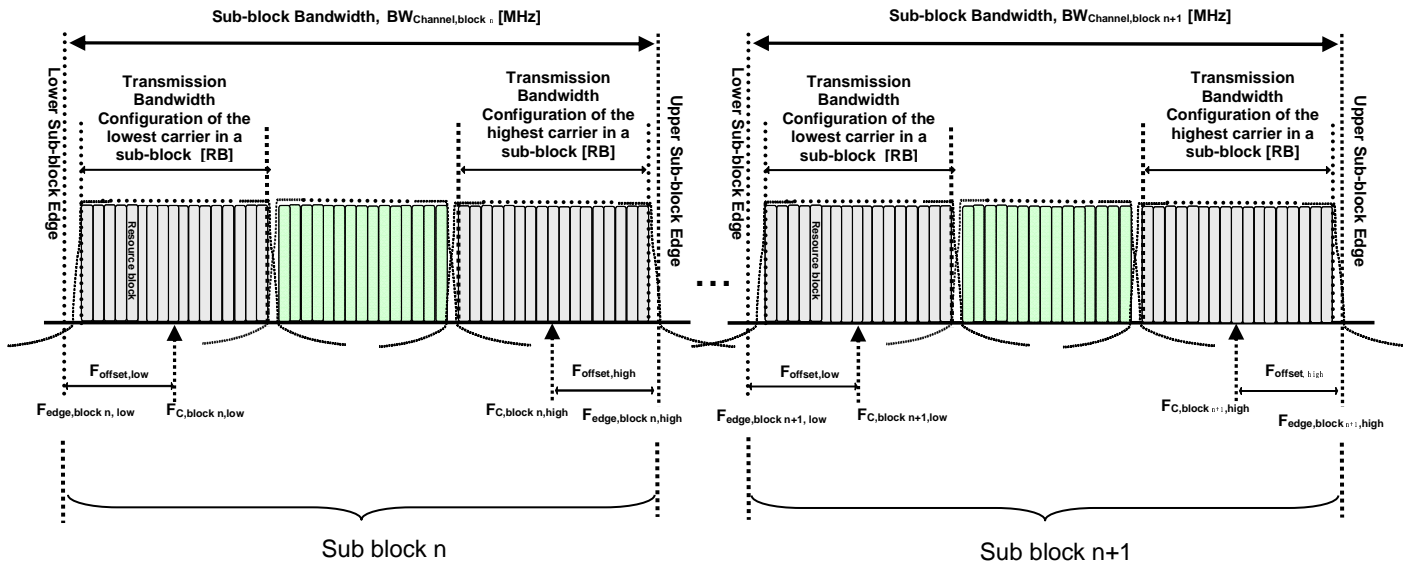 Sub-block Bandwidth, BWChannel,block n [MHz]
Sub-block Bandwidth, BWChannel,block n+1 [MHz]
Lower Sub-block Edge
Transmission
Bandwidth
Configuration of the
lowest carrier in a
sub-block [RB]
Transmission
Bandwidth
Configuration of the
highest carrier in a
sub-block [RB]
Upper Sub-block Edge
Lower Sub-block Edge
Transmission
Bandwidth
Configuration of the
lowest carrier in a
sub-block [RB]
Transmission
Bandwidth
Configuration of the
highest carrier in a
sub-block [RB]
Upper Sub-block Edge
Resource block
...
Resource block
Foffset,low
Foffset,high
Foffset,low
Foffset, high
Fedge,block n, low
FC,block n,low
FC,block n,high
Fedge,block n,high
Fedge,block n+1, low
FC,block n+1,low
FC,block n+1,high
Fedge,block n+1,high
Sub block n
Sub block n+1